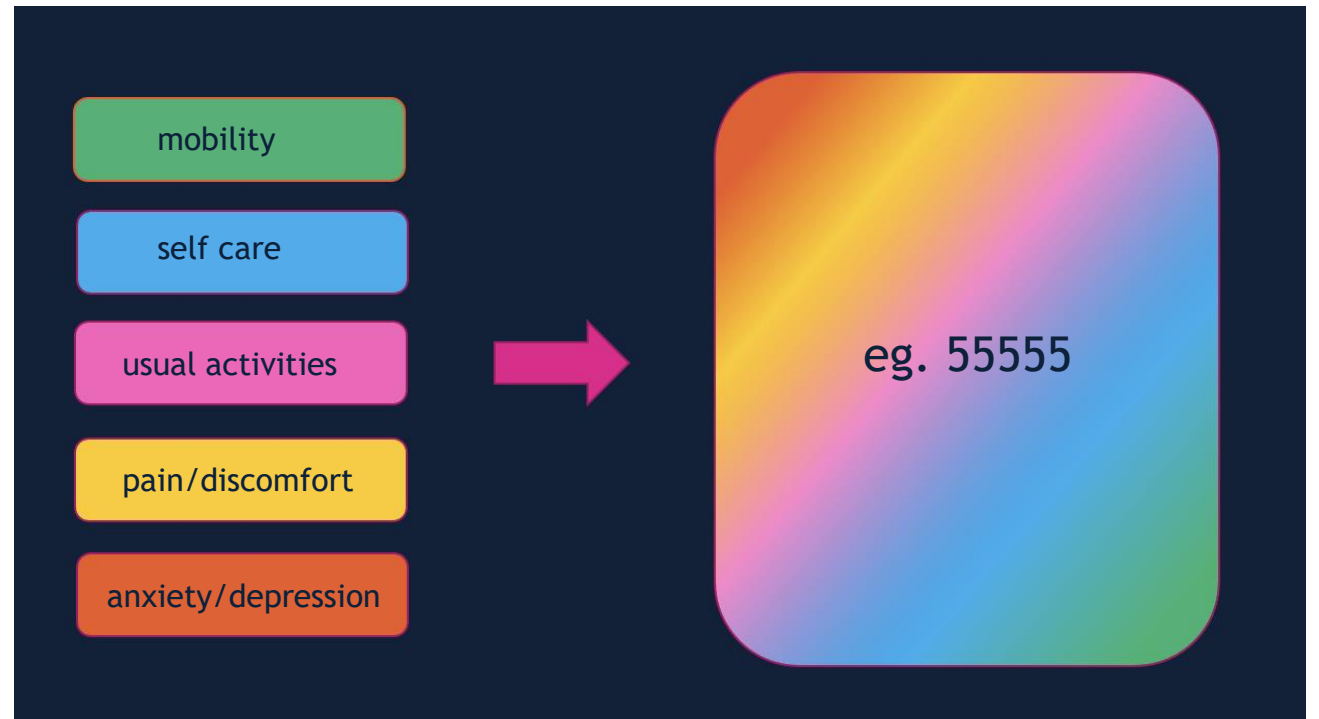 mobility
self care
usual activities
pain/discomfort
anxiety/depression
eg. 55555